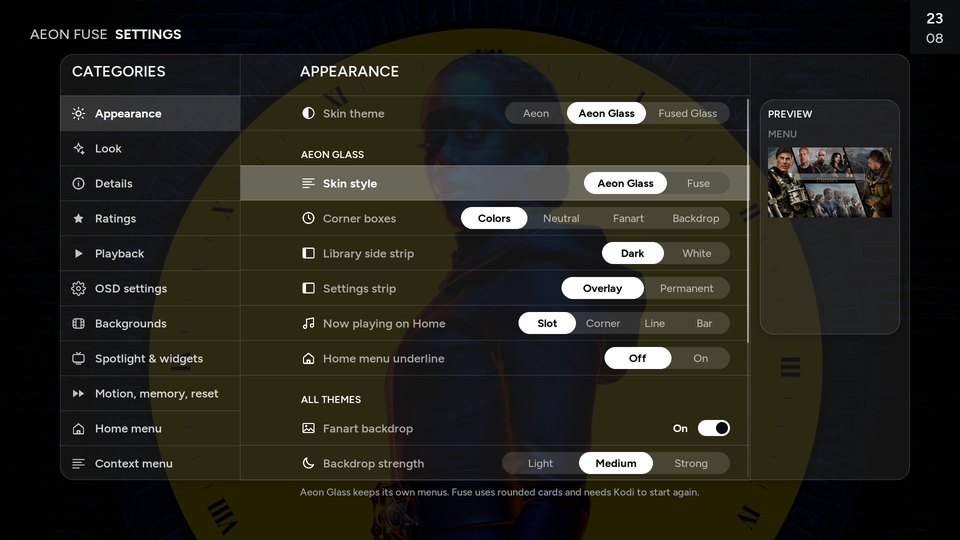 AEON FUSE SETTINGS
23
08
CATEGORIES
Appearance
Look
Details
Ratings
Playback
OSD settings
Backgrounds
Spotlight & widgets
Motion, memory, reset
Home menu
Context menu
APPEARANCE
Skin theme Aeon Aeon Glass Fused Glass
AEON GLASS
Skin style Aeon Glass Fuse
Corner boxes Colors Neutral Fanart Backdrop
Library side strip Dark White
Settings strip Overlay Permanent
Now playing on Home Slot Corner Line Bar
Home menu underline Off On
ALL THEMES
Fanart backdrop On
Backdrop strength Light Medium Strong
Aeon Glass keeps its own menus. Fuse uses rounded cards and needs Kodi to start again.
PREVIEW
MENU
III
VIII
IV